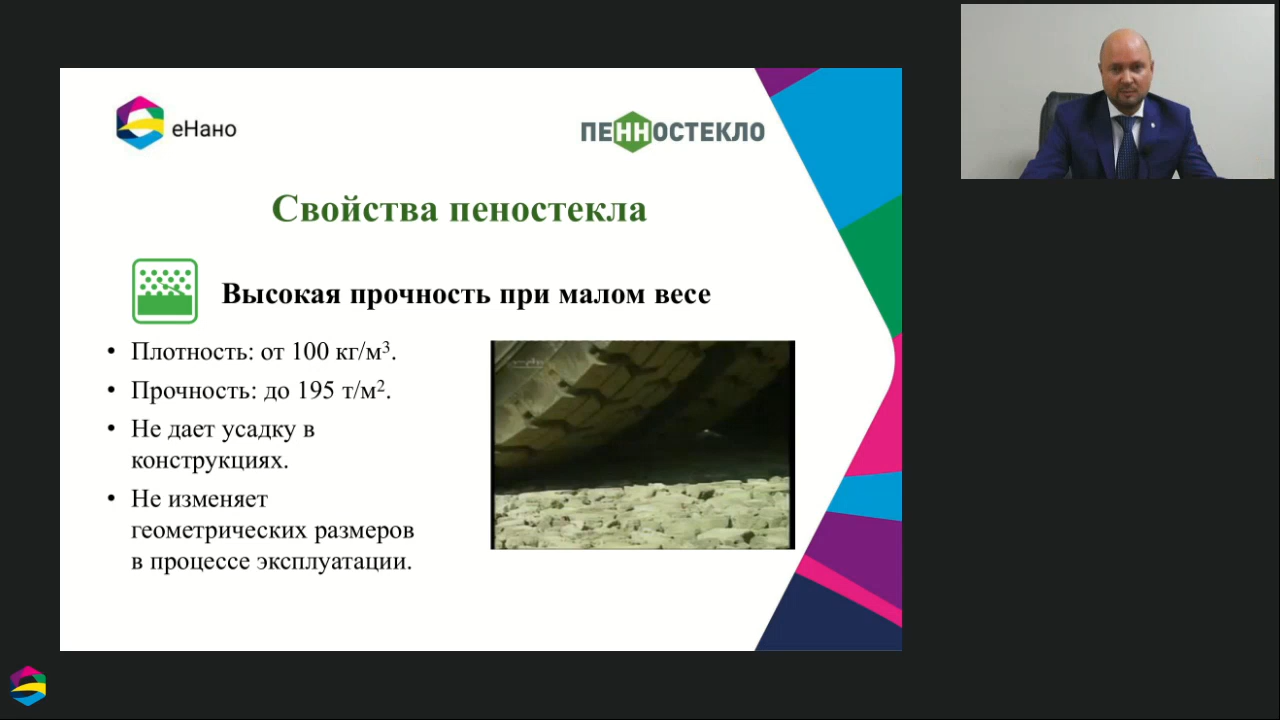 еНано
ПЕННОСТЕКЛО
Свойства пеностекла
Высокая прочность при малом весе
• Плотность: от 100 кг/м³.
• Прочность: до 195 т/м².
• Не дает усадку в
конструкциях.
• Не изменяет
геометрических размеров
в процессе эксплуатации.